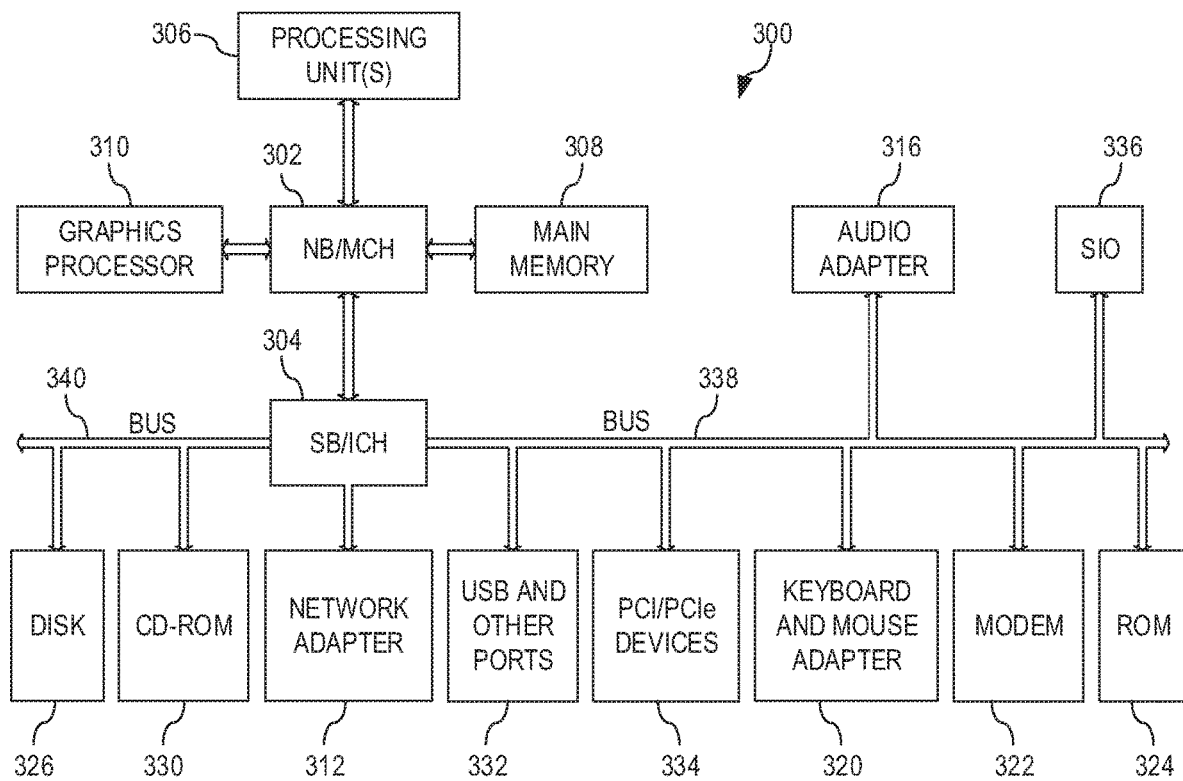 306
PROCESSING
UNIT(S)
300
310
302
308
316
336
GRAPHICS
PROCESSOR
NB/MCH
MAIN
MEMORY
AUDIO
ADAPTER
SIO
304
340
338
BUS
SB/ICH
BUS
DISK
CD-ROM
NETWORK
ADAPTER
USB AND
OTHER
PORTS
PCI/PCIe
DEVICES
KEYBOARD
AND MOUSE
ADAPTER
MODEM
ROM
326
330
312
332
334
320
322
324